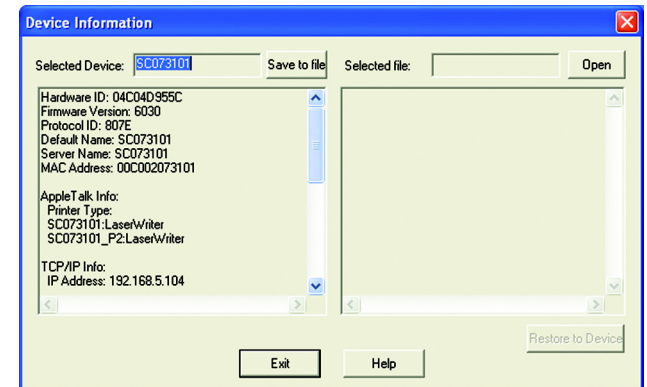 Device Information
Selected Device: SC073101 Save to file Selected file: Open
Hardware ID: 04C04D955C
Firmware Version: 6030
Protocol ID: 807E
Default Name: SC073101
Server Name: SC073101
MAC Address: 00C002073101
AppleTalk Info:
Printer Type:
SC073101:LaserWriter
SC073101_P2:LaserWriter
TCP/IP Info:
IP Address: 192.168.5.104
Restore to Device
Exit Help